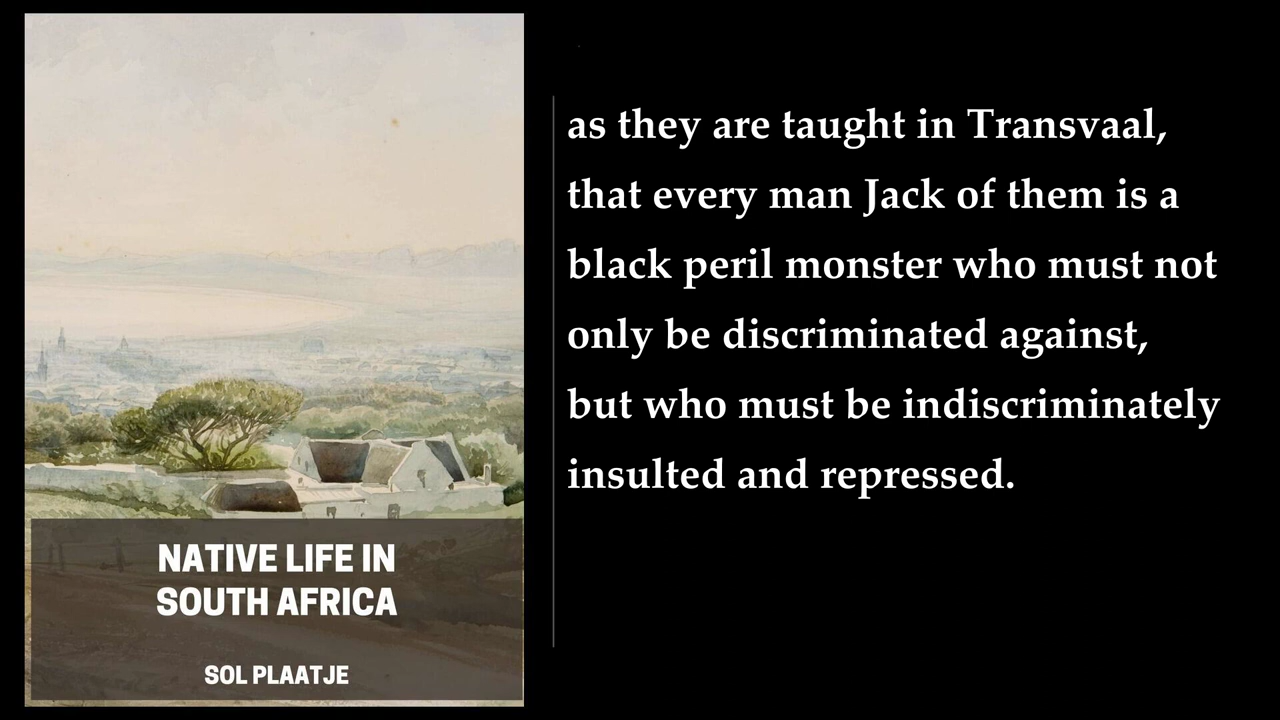 NATIVE LIFE IN
SOUTH AFRICA
SOL PLAATJE
as they are taught in Transvaal,
that every man Jack of them is a
black peril monster who must not
only be discriminated against,
but who must be indiscriminately
insulted and repressed.